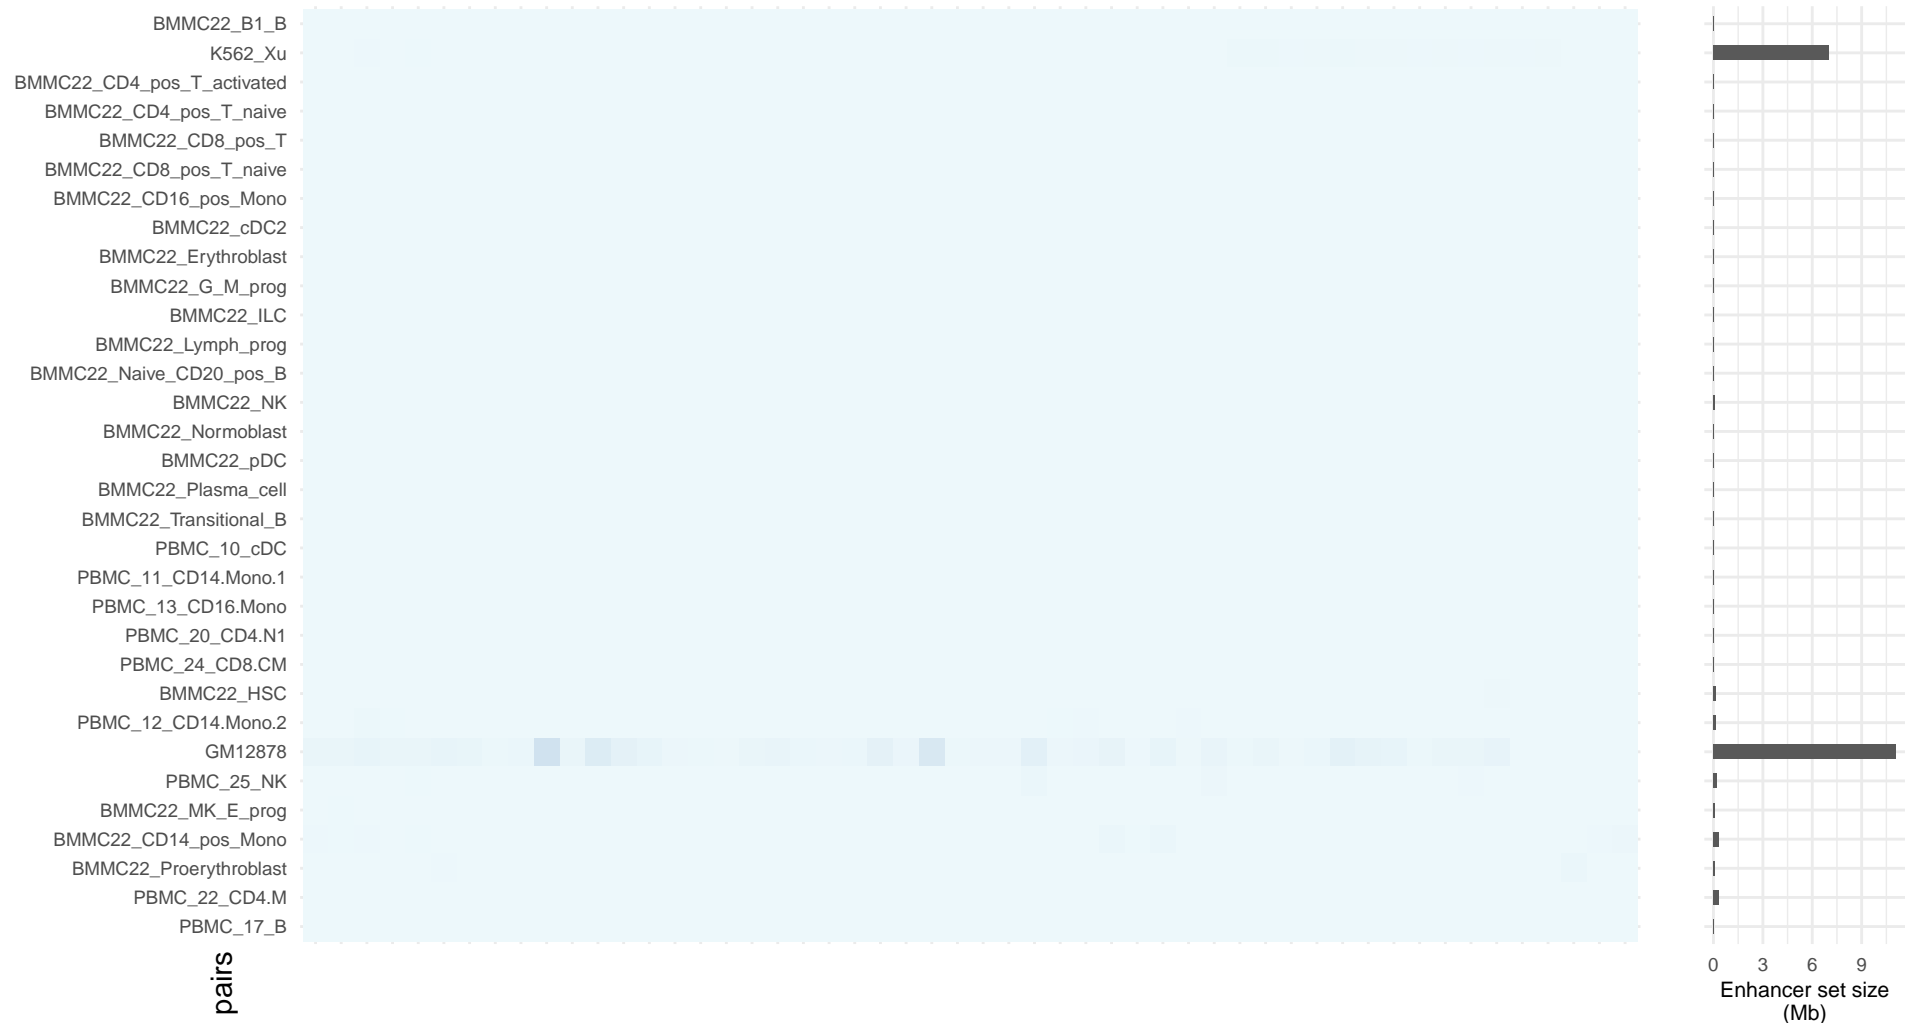 BMMC22_B1_B
K562_Xu
BMMC22_CD4_pos_T_activated
BMMC22_CD4_pos_T_naive
BMMC22_CD8_pos_T
BMMC22_CD8_pos_T_naive
BMMC22_CD16_pos_Mono
BMMC22_cDC2
BMMC22_Erythroblast
BMMC22_G_M_prog
BMMC22_ILC
BMMC22_Lymph_prog
BMMC22_Naive_CD20_pos_B
BMMC22_NK
BMMC22_Normoblast
BMMC22_pDC
BMMC22_Plasma_cell
BMMC22_Transitional_B
PBMC_10_cDC
PBMC_11_CD14.Mono.1
PBMC_13_CD16.Mono
PBMC_20_CD4.N1
PBMC_24_CD8.CM
BMMC22_HSC
PBMC_12_CD14.Mono.2
GM12878
PBMC_25_NK
BMMC22_MK_E_prog
BMMC22_CD14_pos_Mono
BMMC22_Proerythroblast
PBMC_22_CD4.M
PBMC_17_B
pairs
0 3 6 9
Enhancer set size
(Mb)